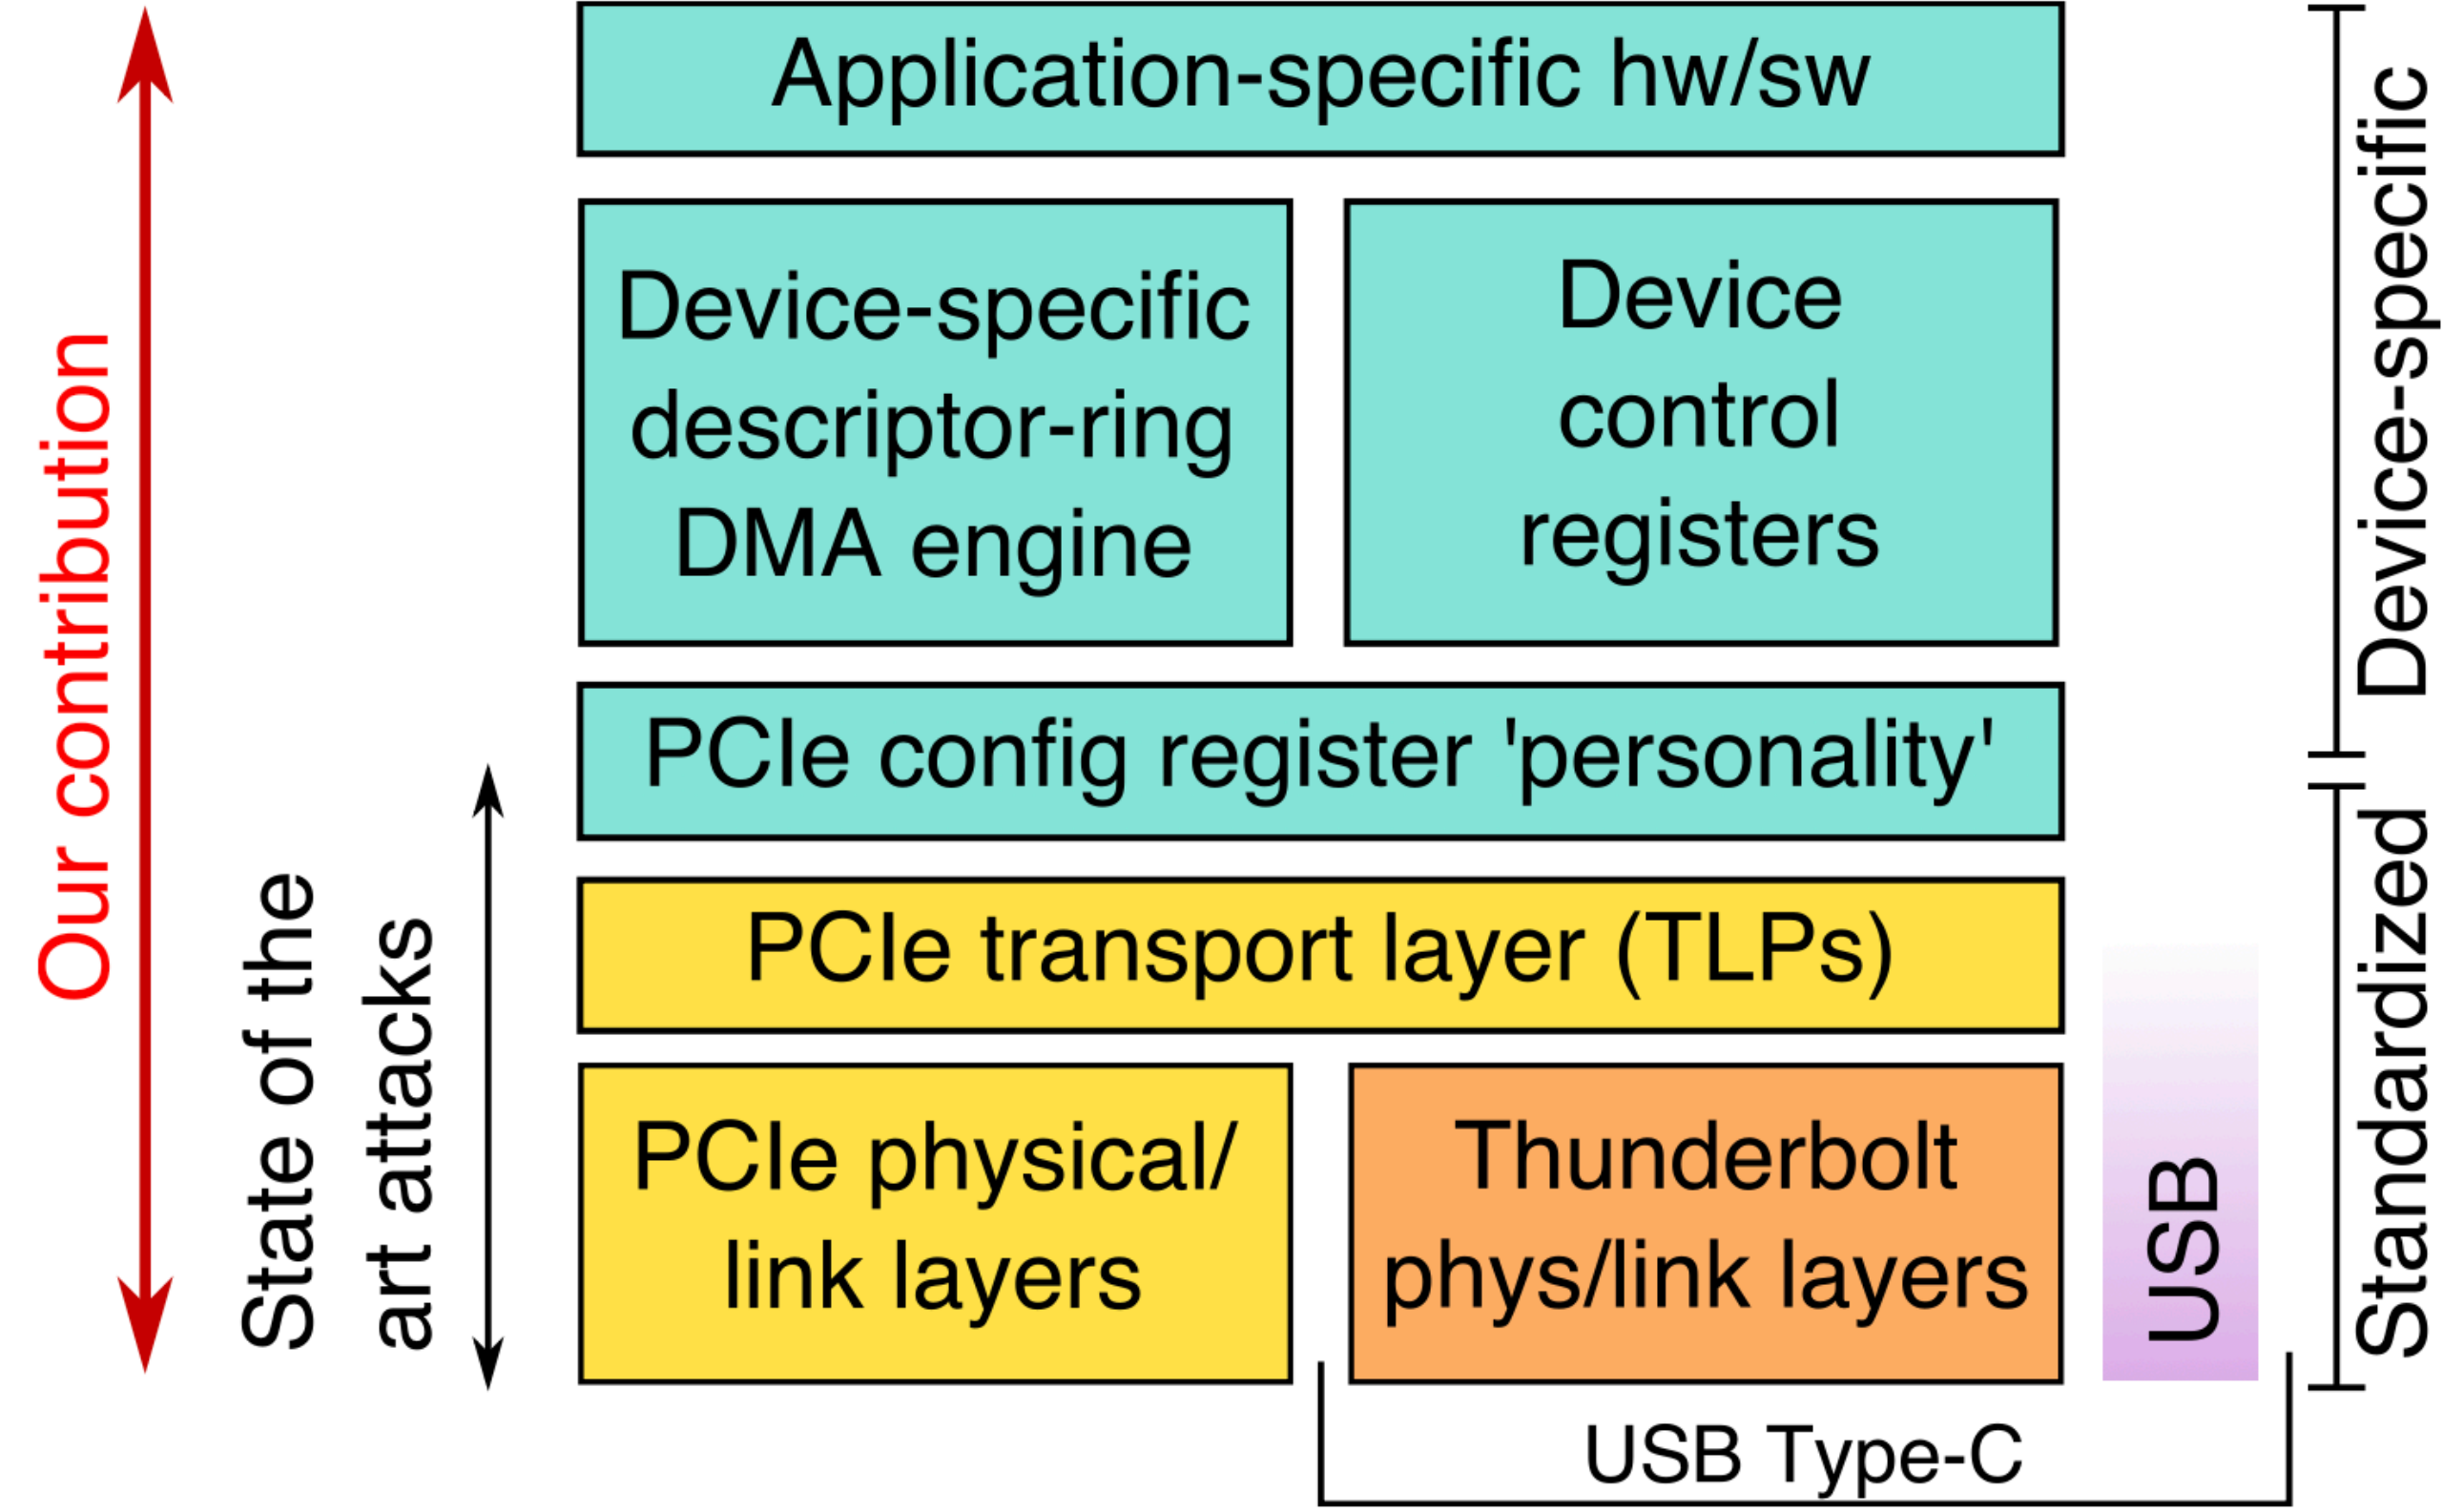 Our contribution
State of the
art attacks
Application-specific hw/sw
Device-specific
descriptor-ring
DMA engine
Device
control
registers
PCIe config register 'personality'
PCIe transport layer (TLPs)
PCIe physical/
link layers
Thunderbolt
phys/link layers
USB
USB Type-C
Device-specific
Standardized